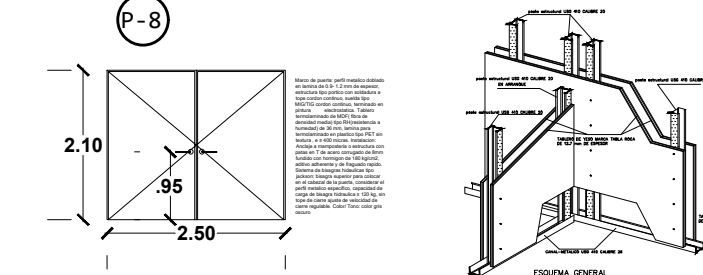 P-8
2.10
.95
2.50
Marco de puerta: perfil metalico doblado
en lamina de 0.9- 1.2 mm de espesor,
estructura tipo portico con soldadura a
tope cordon continuo, suelda tipo
MIG/TIG cordon continuo, terminado en
pintura electrostatica. Tablero
termolaminado de MDF( fibra de
densidad media) tipo RH(resistencia a
humedad) de 36 mm, lamina para
termolaminado en plastico tipo PET sin
textura , e ± 400 micras. Instalacion:
Anclaje a mamposteria o estructura con
patas en T de acero corrugado de 8mm
fundido con hormigon de 180 kg/cm2,
aditivo adherente y de fraguado rapido.
Sistema de bisagras hidaulicas tipo
jackson: bisagra superior para colocar
en el cabezal de la puerta, considerar el
perfil metalico especifico, capacidad de
carga de bisagra hidraulica ± 120 kg, sin
tope de cierre ajuste de velocidad de
cierre regulable. Color/ Tono: color gris
oscuro
poste estructural USG 410 CALIBRE 20
poste estructural USG 410 CALIBRE 20
EN ARRANQUE
poste estructural USG 410 CALIBRE
poste estructural USG 410 CALIBRE 20
TABLERO DE YESO MARCA TABLA ROCA
DE 12.7 mm DE ESPESOR
CANAL-METALICO USG 410 CALIBRE 26
ESQUEMA GENERAL